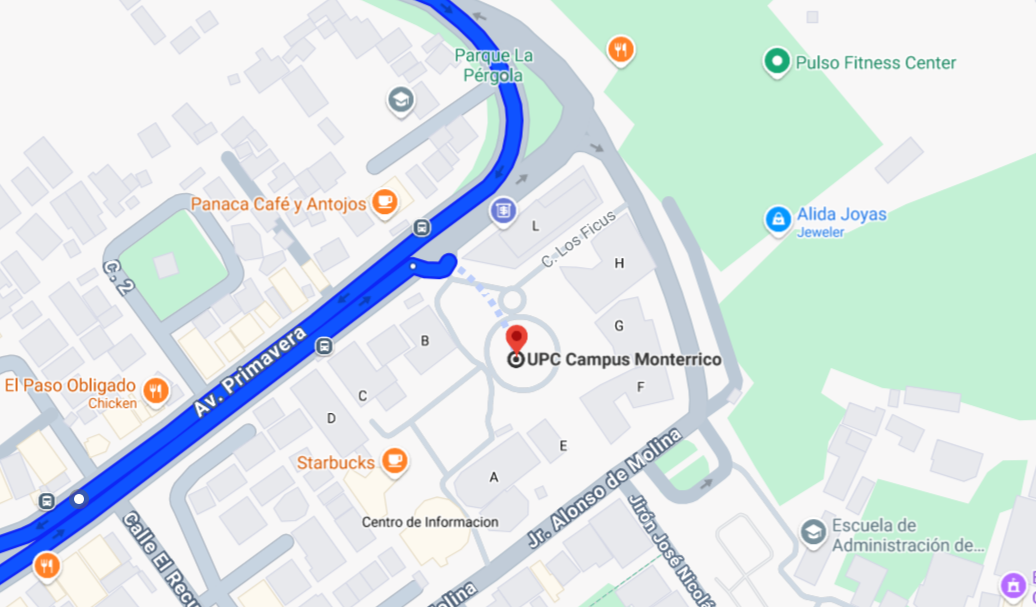 Parque La
Pérgola
Pulso Fitness Center
Panaca Café y Antojos
Alida Joyas
Jeweler
L
C. Los Ficus
H
C. 2
G
B
UPC Campus Monterrico
Av. Primavera
El Paso Obligado
Chicken
F
C
D
E
Starbucks
A
Jr. Alonso de Molina
Centro de Informacion
Calle El Recu
Jirón José Nicolá
Escuela de
Administración de...
Molina